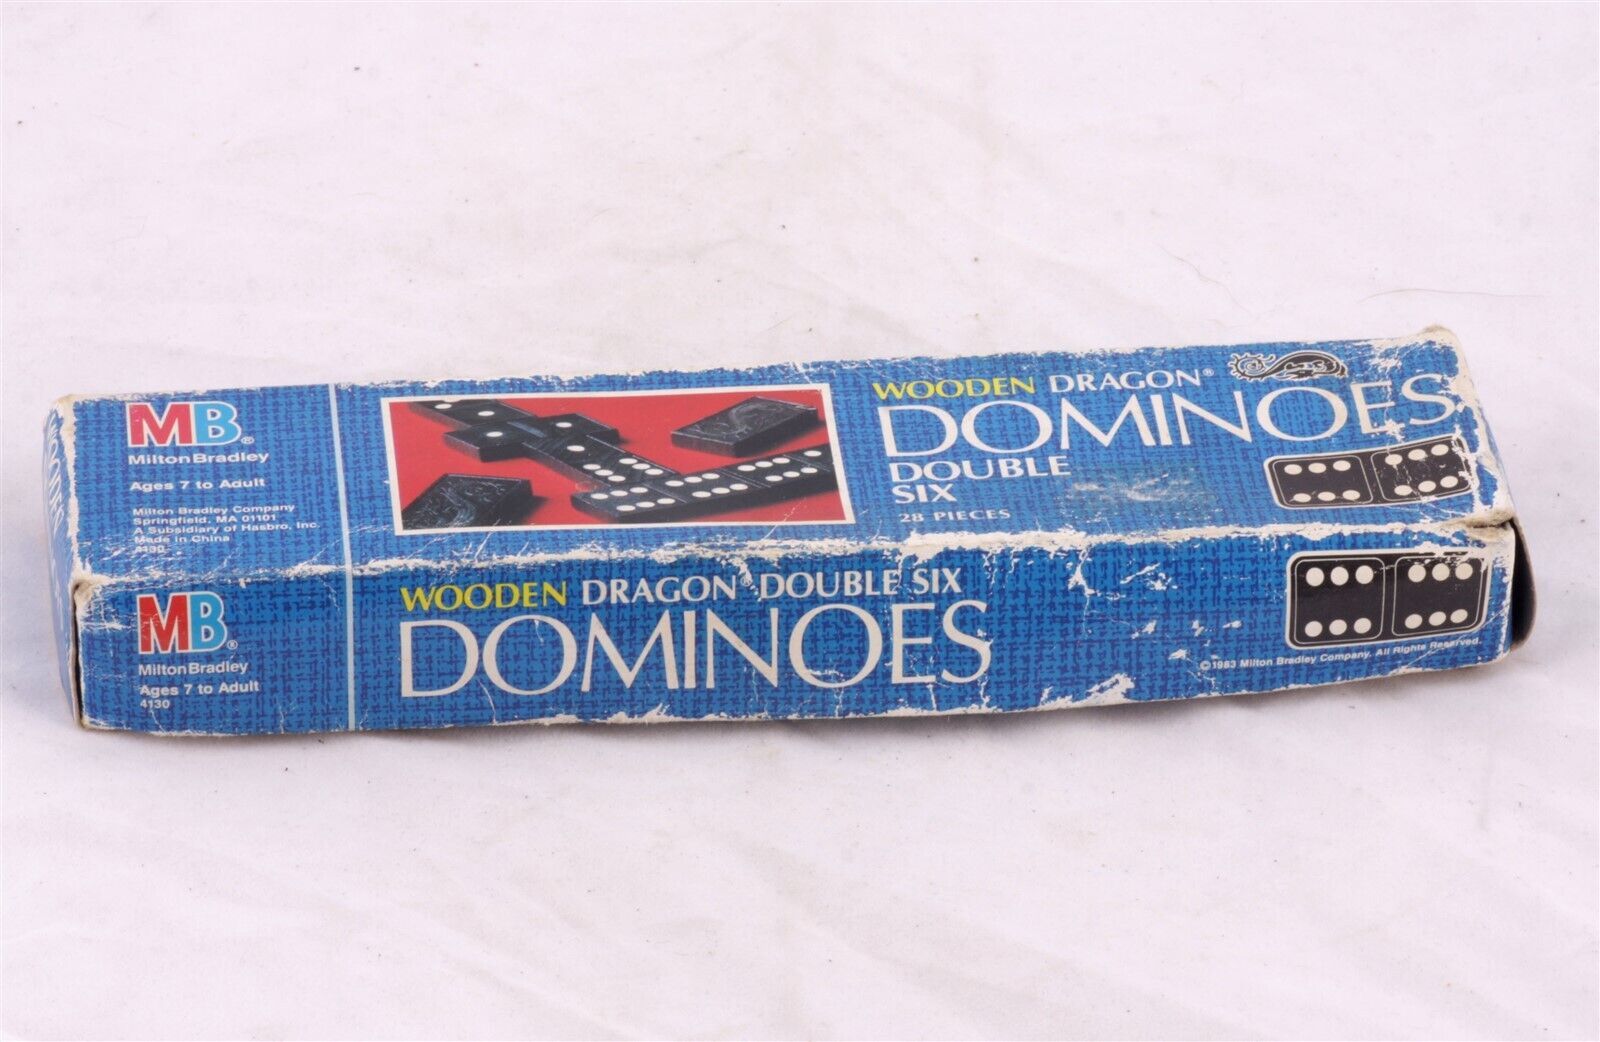 MB®
Milton Bradley
Ages 7 to Adult
Milton Bradley Company
Springfield, MA 01101
A Subsidiary of Hasbro, Inc.
Made in China
4130
WOODEN DRAGON®
DOMINOES
DOUBLE
SIX
28 PIECES
MB®
Milton Bradley
Ages 7 to Adult
4130
WOODEN DRAGON® DOUBLE SIX
DOMINOES
©1983 Milton Bradley Company. All Rights Reserved.